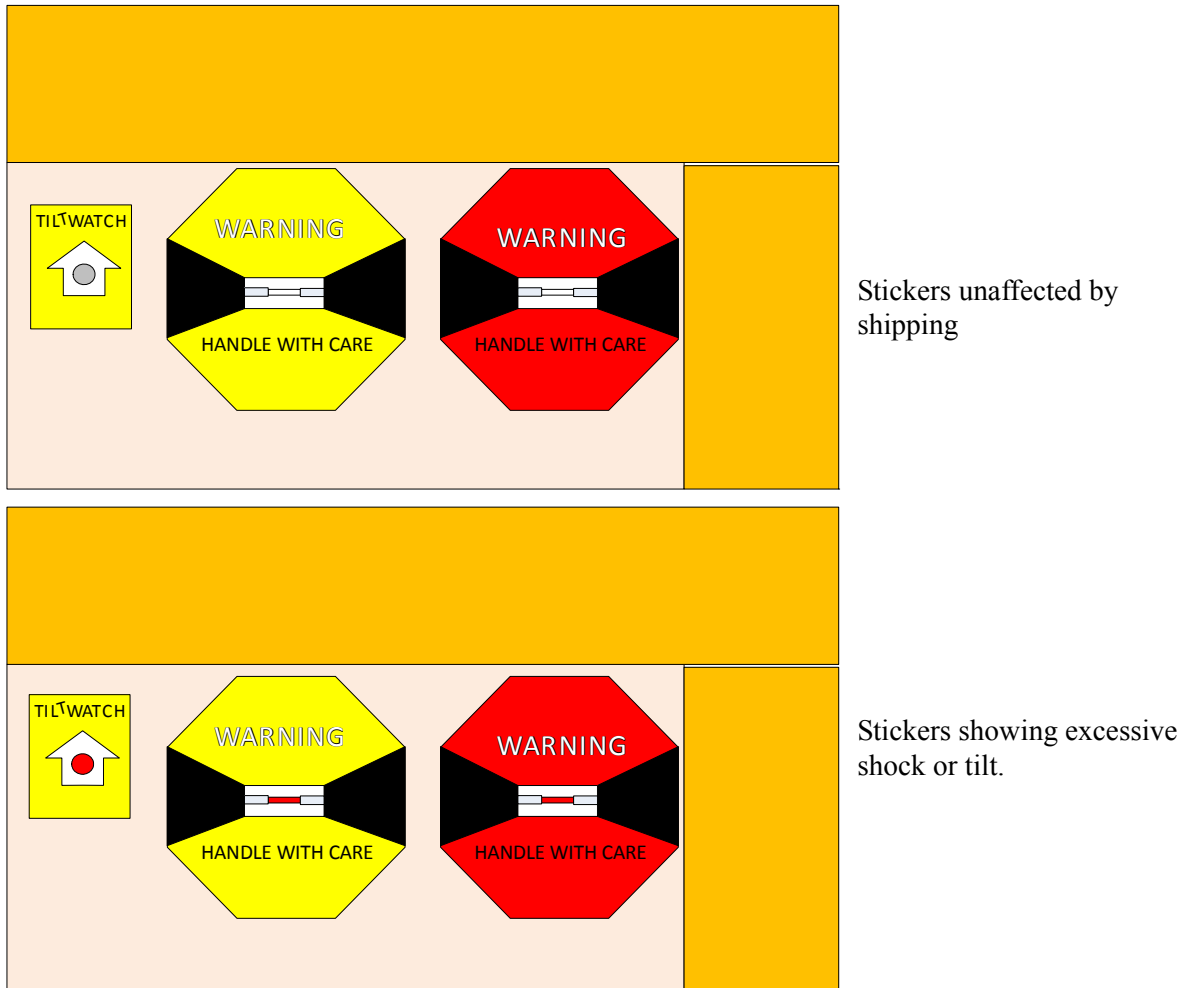 TILTWATCH
WARNING
WARNING
HANDLE WITH CARE
HANDLE WITH CARE
Stickers unaffected by
shipping
TILTWATCH
WARNING
WARNING
HANDLE WITH CARE
HANDLE WITH CARE
Stickers showing excessive
shock or tilt.